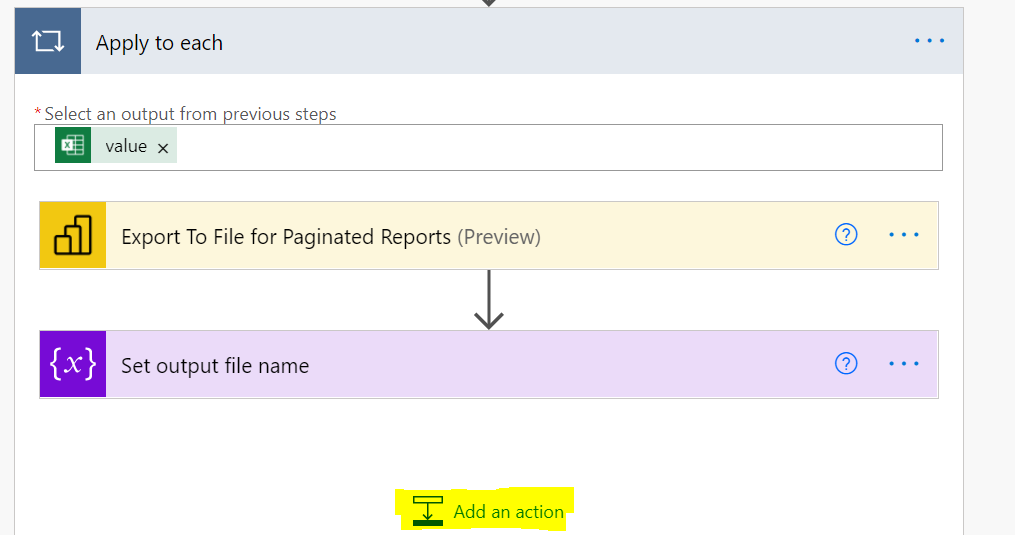 Apply to each
* Select an output from previous steps
value ×
Export To File for Paginated Reports (Preview)
{x} Set output file name
Add an action